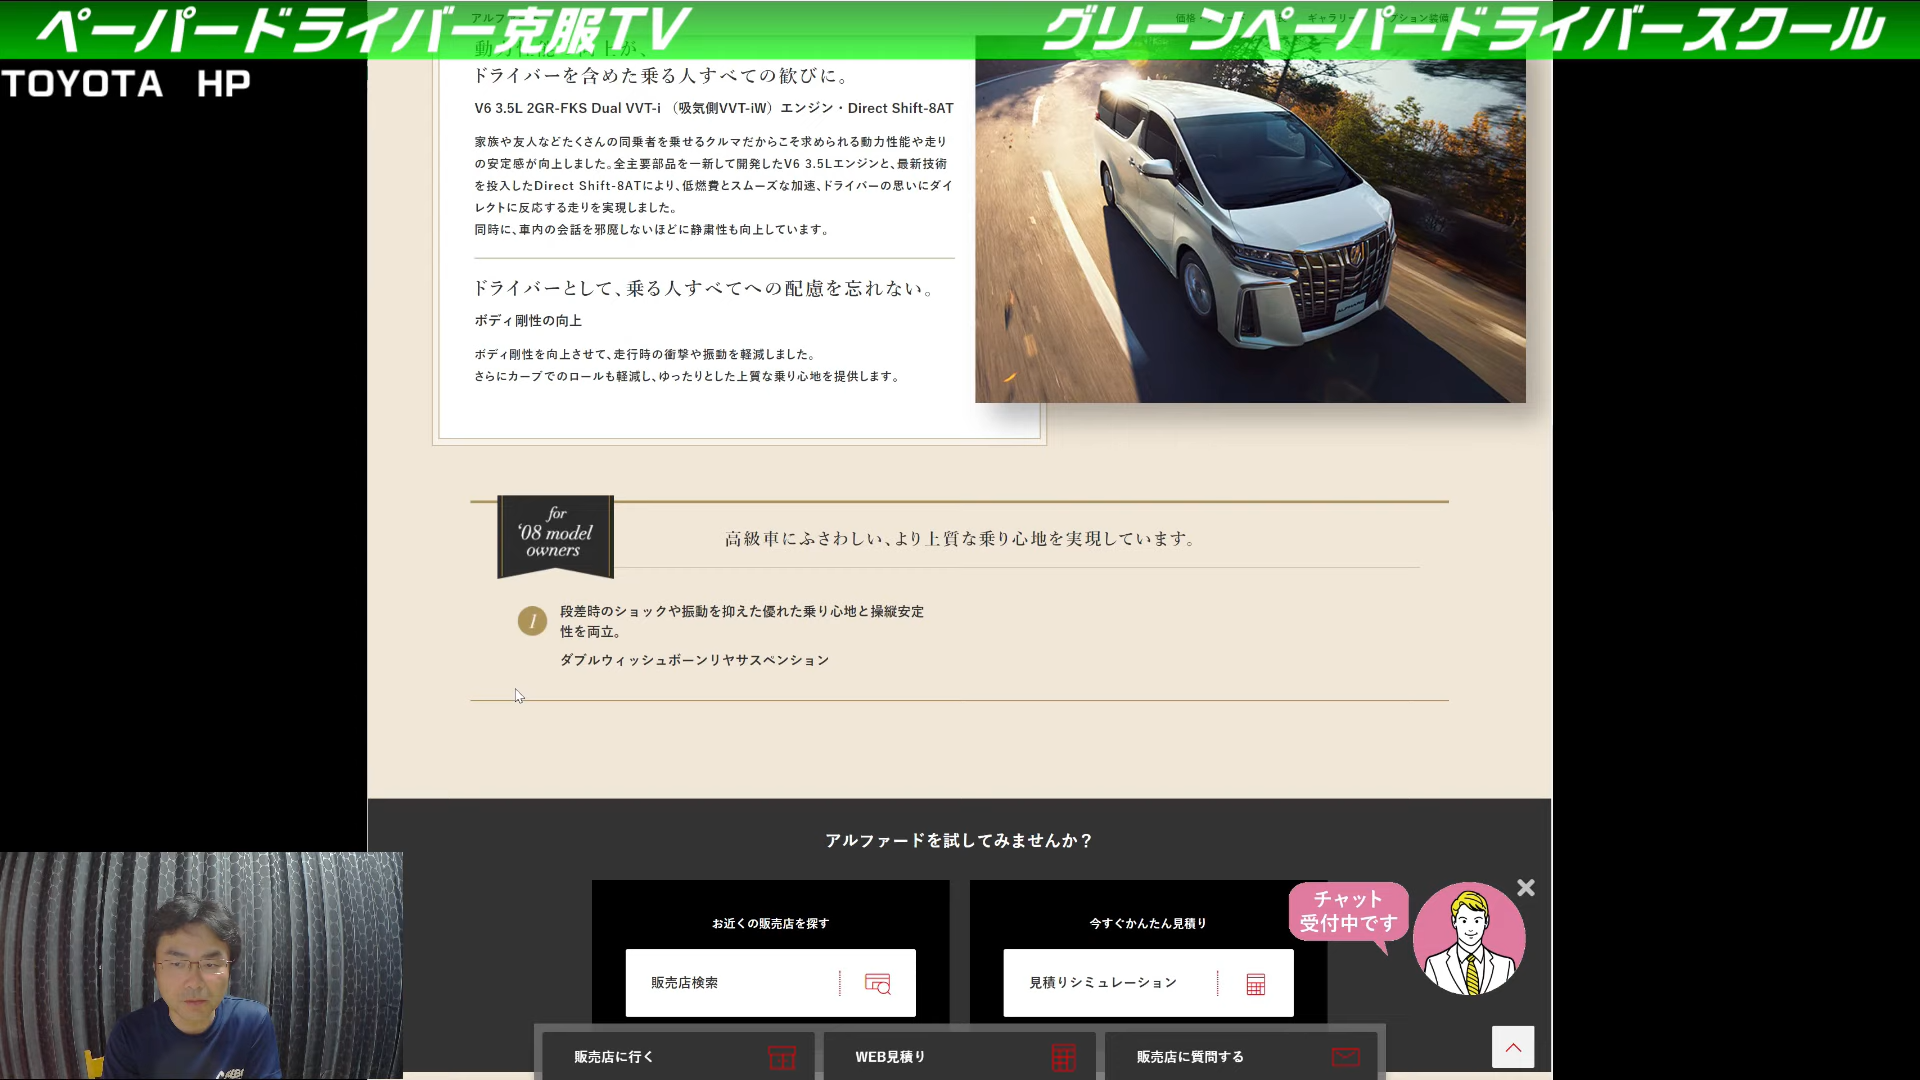 ペーパードライバー克服TV
グリーンペーパードライバースクール
TOYOTA HP
ドライバーを含めた乗る人すべての歓びに。
V6 3.5L 2GR-FKS Dual VVT-i （吸気側VVT-iW）エンジン・Direct Shift-8AT
家族や友人などたくさんの同乗者を乗せるクルマだからこそ求められる動力性能や走り
の安定感が向上しました。全主要部品を一新して開発したV6 3.5Lエンジンと、最新技術
を投入したDirect Shift-8ATにより、低燃費とスムーズな加速、ドライバーの思いにダイ
レクトに反応する走りを実現しました。
同時に、車内の会話を邪魔しないほどに静粛性も向上しています。
ドライバーとして、乗る人すべてへの配慮を忘れない。
ボディ剛性の向上
ボディ剛性を向上させて、走行時の衝撃や振動を軽減しました。
さらにカーブでのロールも軽減し、ゆったりとした上質な乗り心地を提供します。
for
‘08 model
owners
高級車にふさわしい、より上質な乗り心地を実現しています。
1
段差時のショックや振動を抑えた優れた乗り心地と操縦安定
性を両立。
ダブルウィッシュボーンリヤサスペンション
アルファードを試してみませんか？
お近くの販売店を探す
今すぐかんたん見積り
チャット
受付中です
販売店検索
見積りシミュレーション
販売店に行く
WEB見積り
販売店に質問する